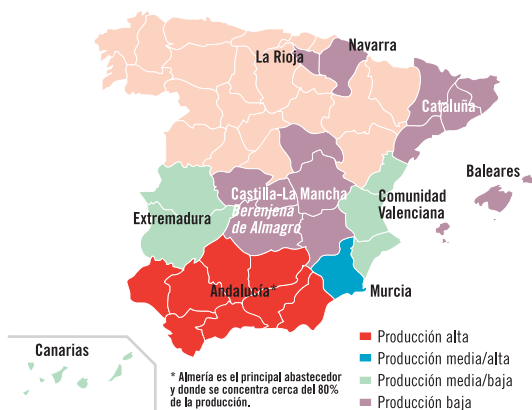 La Rioja
Navarra
Cataluña
Baleares
Castilla-La Mancha
Berenjena
de Almagro
Comunidad
Valenciana
Extremadura
Andalucía*
Murcia
Canarias
* Almería es el principal abastecedor
y donde se concentra cerca del 80%
de la producción.
Producción alta
Producción media/alta
Producción media/baja
Producción baja